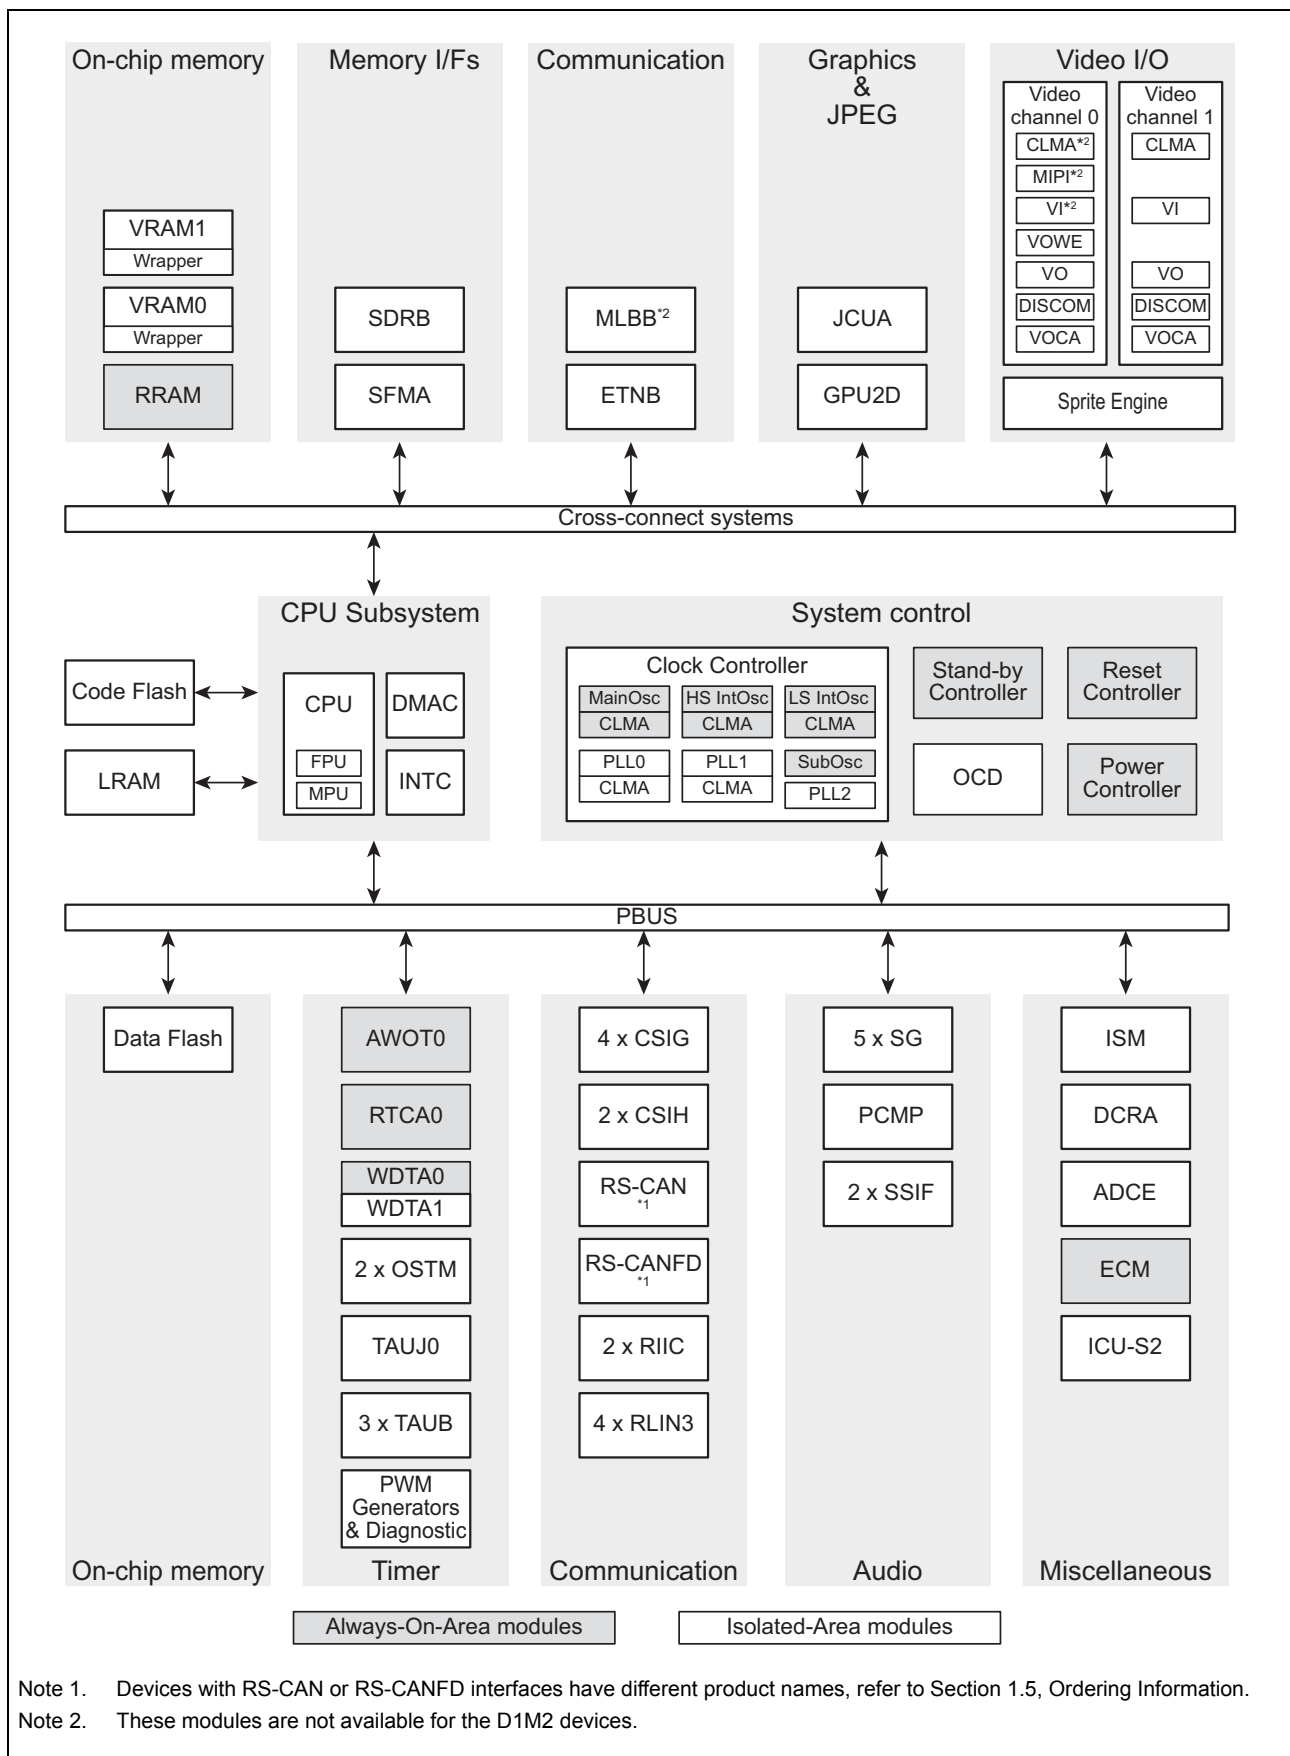 On-chip memory
Memory I/Fs
Communication
Graphics
&
JPEG
Video I/O
VRAM1
Wrapper
VRAM0
Wrapper
RRAM
SDRB
SFMA
MLBB*2
ETNB
JCUA
GPU2D
Video
channel 0
CLMA*2
MIPI*2
VI*2
VOWE
VO
DISCOM
VOCA
Video
channel 1
CLMA
VI
VO
DISCOM
VOCA
Sprite Engine
Cross-connect systems
CPU Subsystem
System control
Code Flash
LRAM
CPU
FPU
MPU
DMAC
INTC
Clock Controller
MainOsc
CLMA
HS IntOsc
CLMA
LS IntOsc
CLMA
PLL0
CLMA
PLL1
CLMA
SubOsc
PLL2
Stand-by
Controller
Reset
Controller
OCD
Power
Controller
PBUS
Data Flash
On-chip memory
AWOT0
RTCA0
WDTA0
WDTA1
2 x OSTM
TAUJ0
3 x TAUB
PWM
Generators
& Diagnostic
Timer
4 x CSIG
2 x CSIH
RS-CAN
*1
RS-CANFD
*1
2 x RIIC
4 x RLIN3
Communication
5 x SG
PCMP
2 x SSIF
Audio
ISM
DCRA
ADCE
ECM
ICU-S2
Miscellaneous
Always-On-Area modules
Isolated-Area modules
Note 1. Devices with RS-CAN or RS-CANFD interfaces have different product names, refer to Section 1.5, Ordering Information.
Note 2. These modules are not available for the D1M2 devices.